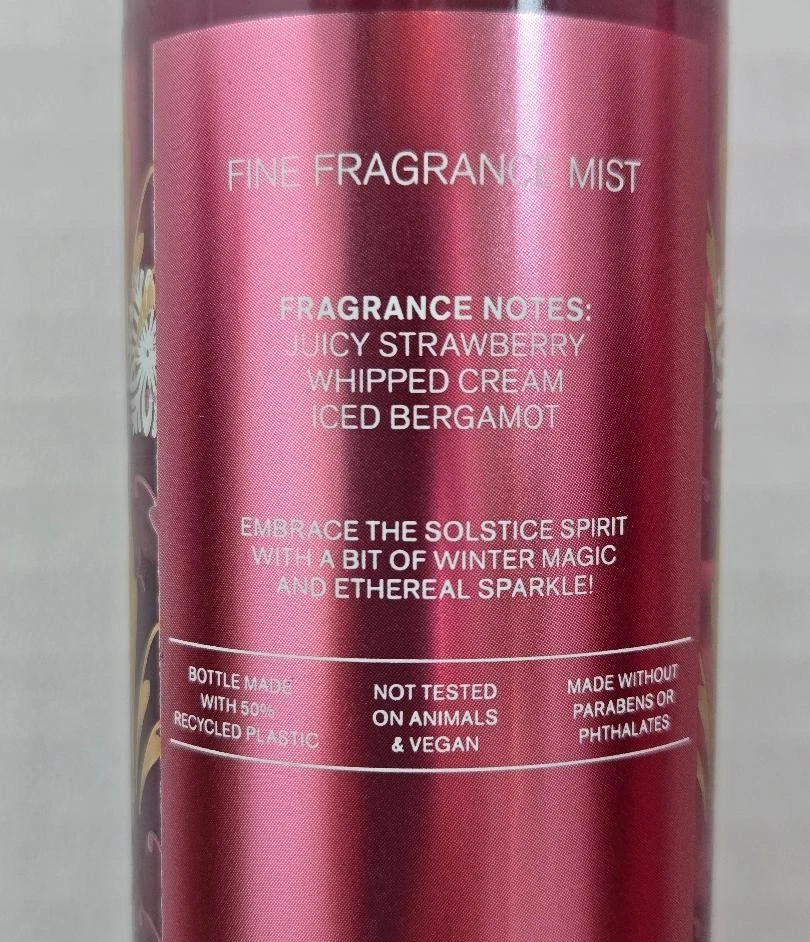 FINE FRAGRANCE MIST
FRAGRANCE NOTES:
JUICY STRAWBERRY
WHIPPED CREAM
ICED BERGAMOT
EMBRACE THE SOLSTICE SPIRIT
WITH A BIT OF WINTER MAGIC
AND ETHEREAL SPARKLE!
BOTTLE MADE
WITH 50%
RECYCLED PLASTIC
NOT TESTED
ON ANIMALS
& VEGAN
MADE WITHOUT
PARABENS OR
PHTHALATES